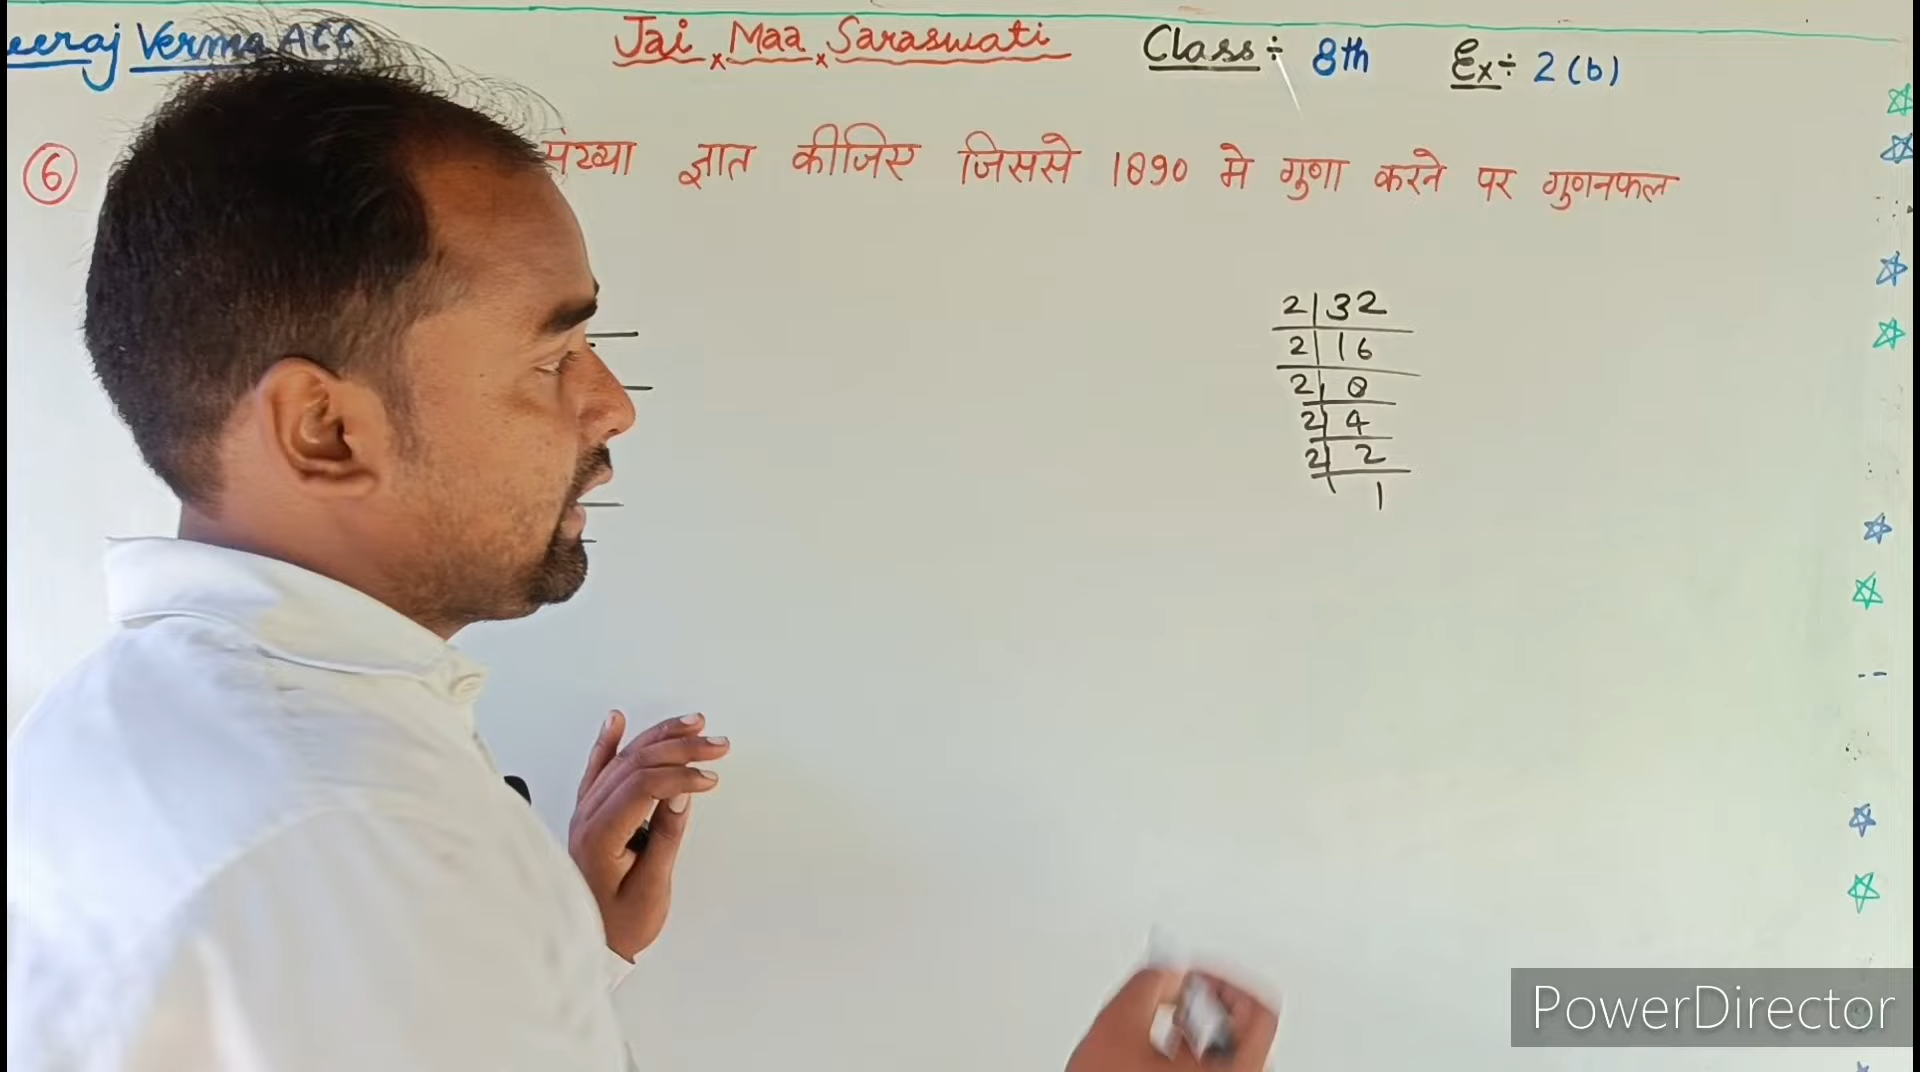 Verma ACC Jai Maa Saraswati Class÷ 8th Ex÷ 2(b)
6 संख्या ज्ञात कीजिए जिससे 1890 मे गुणा करने पर गुणनफल
2 32
2 16
2 8
2 4
2 2
1
PowerDirector